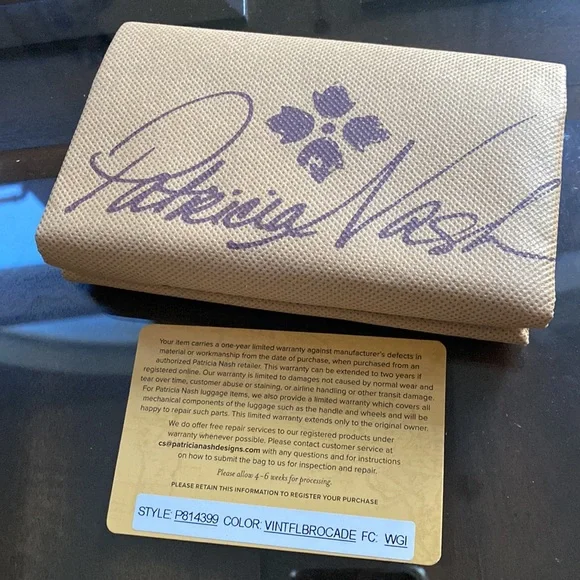 Patricia Nash
Your item carries a one-year limited warranty against manufacturer's defects in
material or workmanship from the date of purchase, when purchased from an
authorized Patricia Nash retailer. This warranty can be extended to two years if
registered online. Our warranty is limited to damages not caused by normal wear and
tear over time, customer abuse or staining, or airline handling or other transit damage.
For Patricia Nash luggage items, we also provide a limited warranty which covers all
mechanical components of the luggage such as the handle and wheels and will be
happy to repair such parts. This limited warranty extends only to the original owner.
We do offer free repair services to our registered products under
warranty whenever possible. Please contact customer service at
cs@patricianashdesigns.com with any questions and for instructions
on how to submit the bag to us for inspection and repair.
Please allow 4-6 weeks for processing.
PLEASE RETAIN THIS INFORMATION TO REGISTER YOUR PURCHASE
STYLE: P814399 COLOR: VINTFLBROCADE FC: WGI